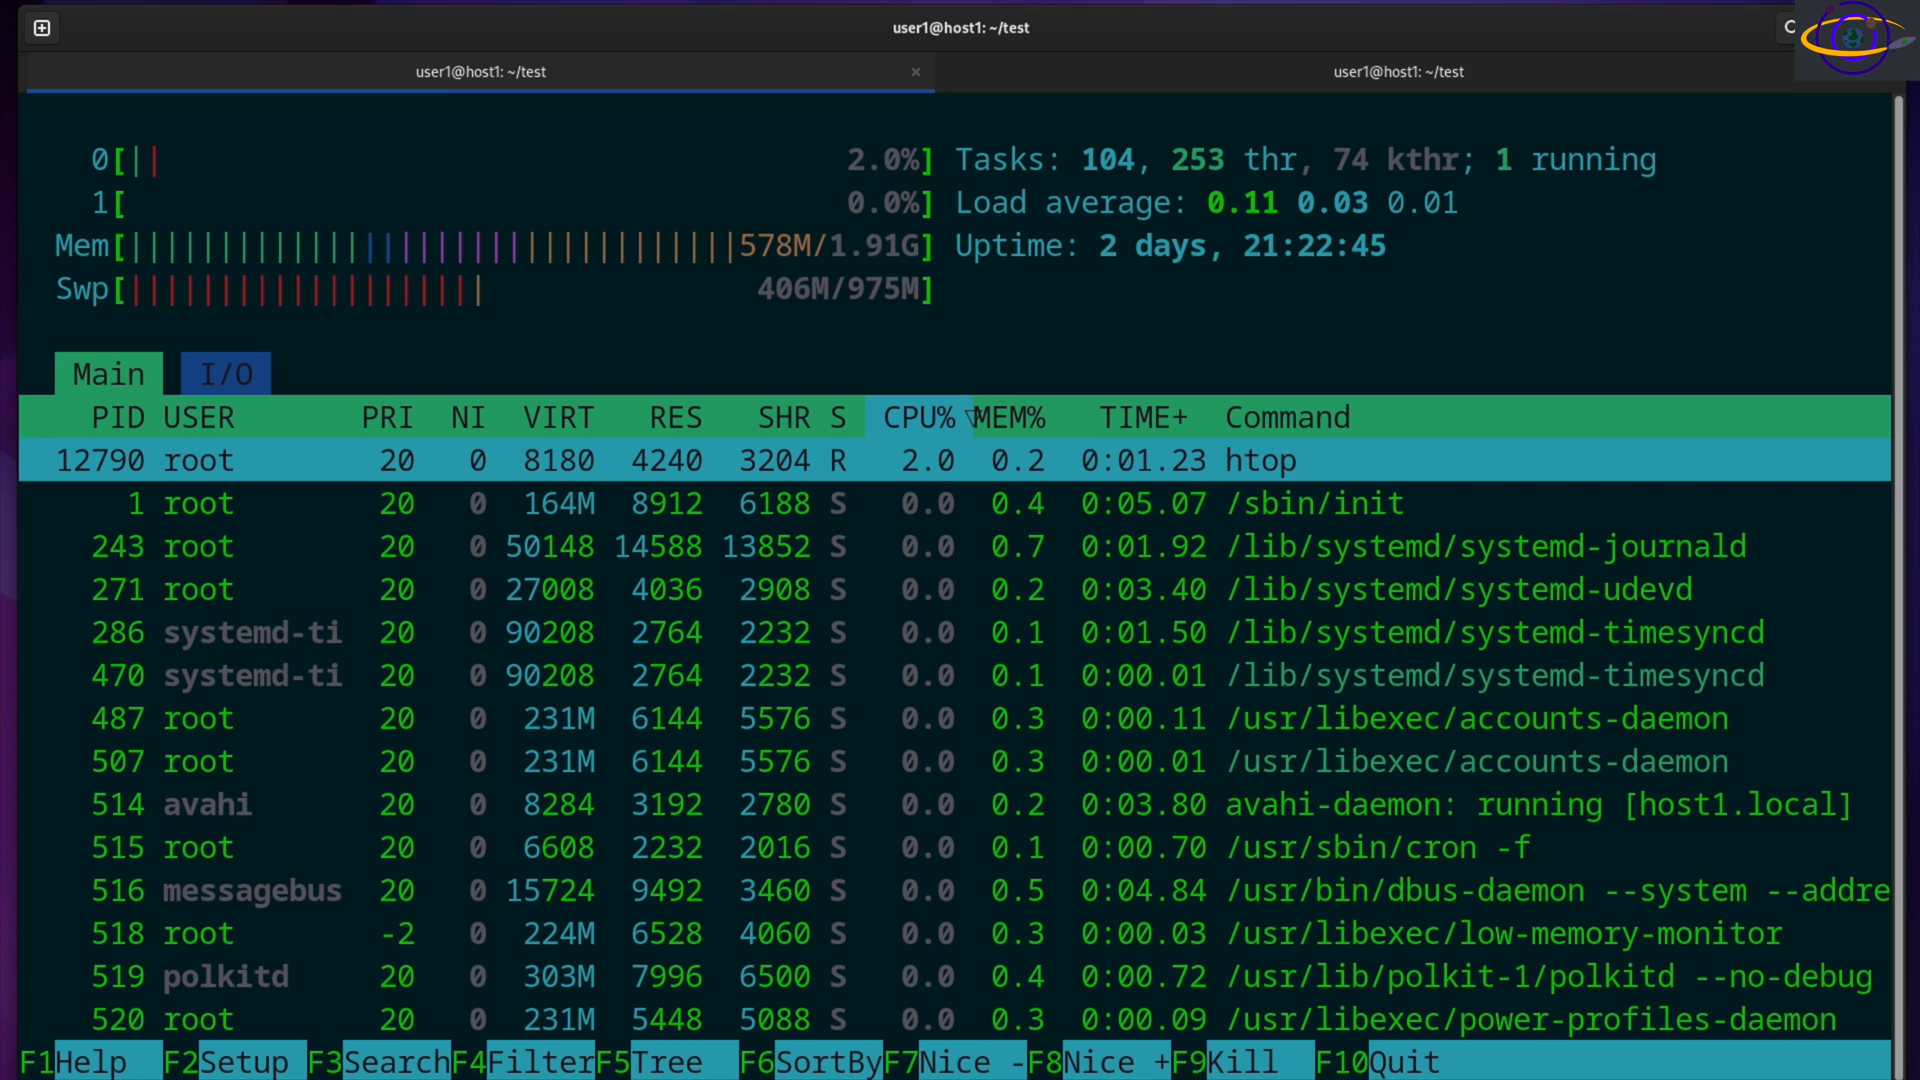 user1@host1: ~/test
user1@host1: ~/test × user1@host1: ~/test
0[|| 2.0%] Tasks: 104, 253 thr, 74 kthr; 1 running
1[ 0.0%] Load average: 0.11 0.03 0.01
Mem[||||||||||||||||||||||||||||||||||578M/1.91G] Uptime: 2 days, 21:22:45
Swp[|||||||||||||||||||| 406M/975M]
Main I/O
PID USER PRI NI VIRT RES SHR S CPU%▽MEM% TIME+ Command
12790 root 20 0 8180 4240 3204 R 2.0 0.2 0:01.23 htop
1 root 20 0 164M 8912 6188 S 0.0 0.4 0:05.07 /sbin/init
243 root 20 0 50148 14588 13852 S 0.0 0.7 0:01.92 /lib/systemd/systemd-journald
271 root 20 0 27008 4036 2908 S 0.0 0.2 0:03.40 /lib/systemd/systemd-udevd
286 systemd-ti 20 0 90208 2764 2232 S 0.0 0.1 0:01.50 /lib/systemd/systemd-timesyncd
470 systemd-ti 20 0 90208 2764 2232 S 0.0 0.1 0:00.01 /lib/systemd/systemd-timesyncd
487 root 20 0 231M 6144 5576 S 0.0 0.3 0:00.11 /usr/libexec/accounts-daemon
507 root 20 0 231M 6144 5576 S 0.0 0.3 0:00.01 /usr/libexec/accounts-daemon
514 avahi 20 0 8284 3192 2780 S 0.0 0.2 0:03.80 avahi-daemon: running [host1.local]
515 root 20 0 6608 2232 2016 S 0.0 0.1 0:00.70 /usr/sbin/cron -f
516 messagebus 20 0 15724 9492 3460 S 0.0 0.5 0:04.84 /usr/bin/dbus-daemon --system --addre
518 root -2 0 224M 6528 4060 S 0.0 0.3 0:00.03 /usr/libexec/low-memory-monitor
519 polkitd 20 0 303M 7996 6500 S 0.0 0.4 0:00.72 /usr/lib/polkit-1/polkitd --no-debug
520 root 20 0 231M 5448 5088 S 0.0 0.3 0:00.09 /usr/libexec/power-profiles-daemon
F1Help F2Setup F3SearchF4FilterF5Tree F6SortByF7Nice -F8Nice +F9Kill F10Quit